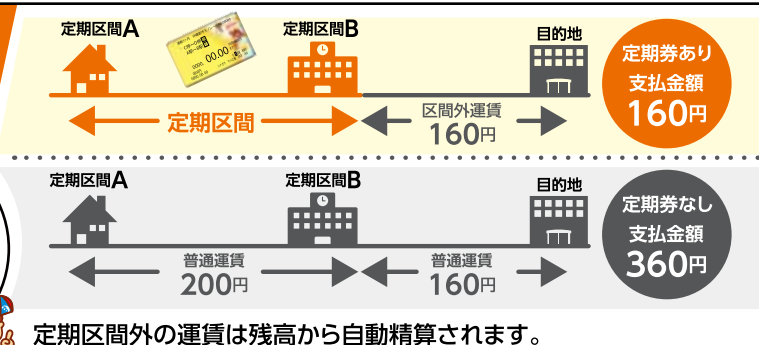 定期区間A
定期区間B
目的地
00.00
定期区間
区間外運賃
160円
定期券あり
支払金額
160円
定期区間A
定期区間B
目的地
普通運賃
200円
普通運賃
160円
定期券なし
支払金額
360円
定期区間外の運賃は残高から自動精算されます。